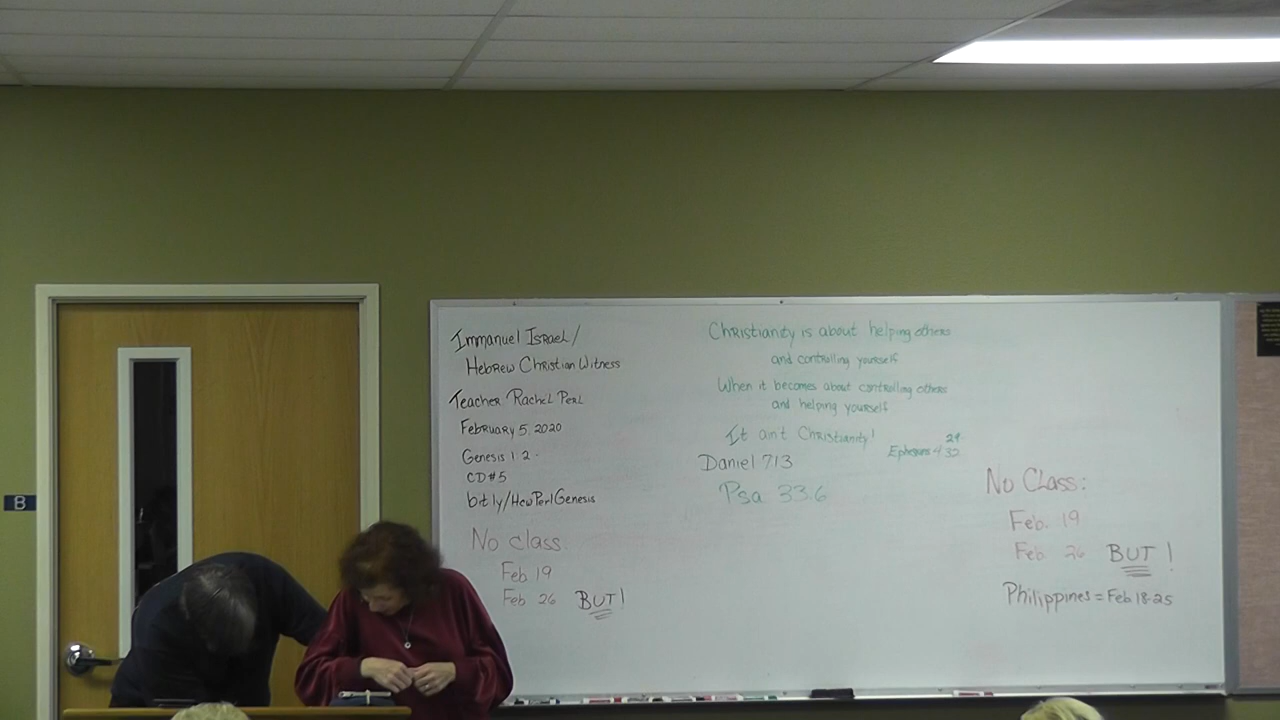 B
Immanuel Israel/
Hebrew Christian Witness
Teacher Rachel Perl
February 5, 2020
Genesis 1:2
CD#5
bit.ly/HcwPerlGenesis
No class
Feb 19
Feb 26 BUT!
Christianity is about helping others
and controlling yourself
When it becomes about controlling others
and helping yourself
It ain't Christianity!
Ephesians 4 29-32
Daniel 7:13
Psa 33:6
No Class:
Feb. 19
Feb. 26 BUT!
Philippines = Feb 18-25